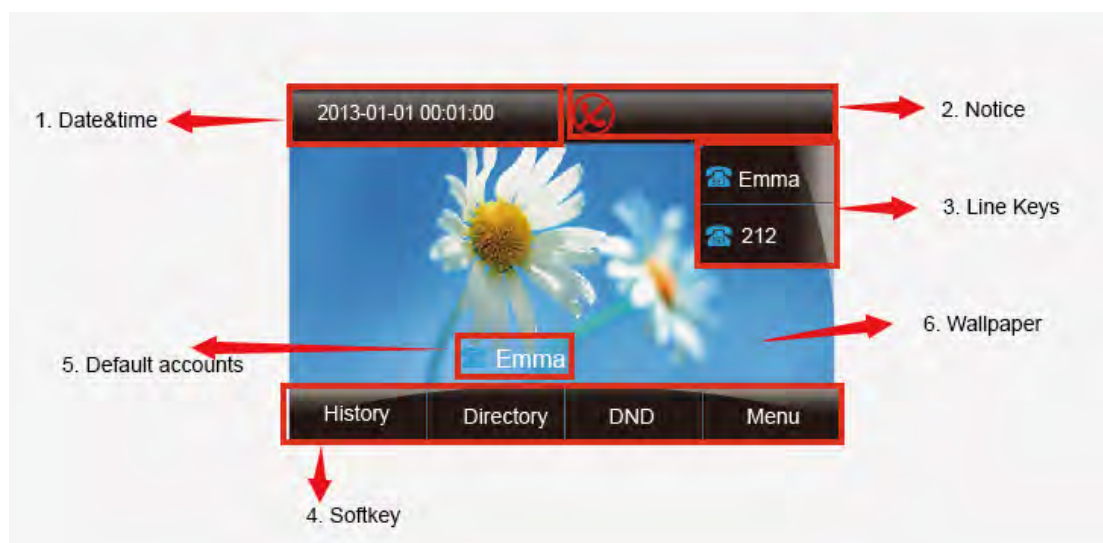 1. Date&time
2013-01-01 00:01:00
2. Notice
Emma
212
3. Line Keys
6. Wallpaper
5. Default accounts
Emma
History Directory DND Menu
4. Softkey